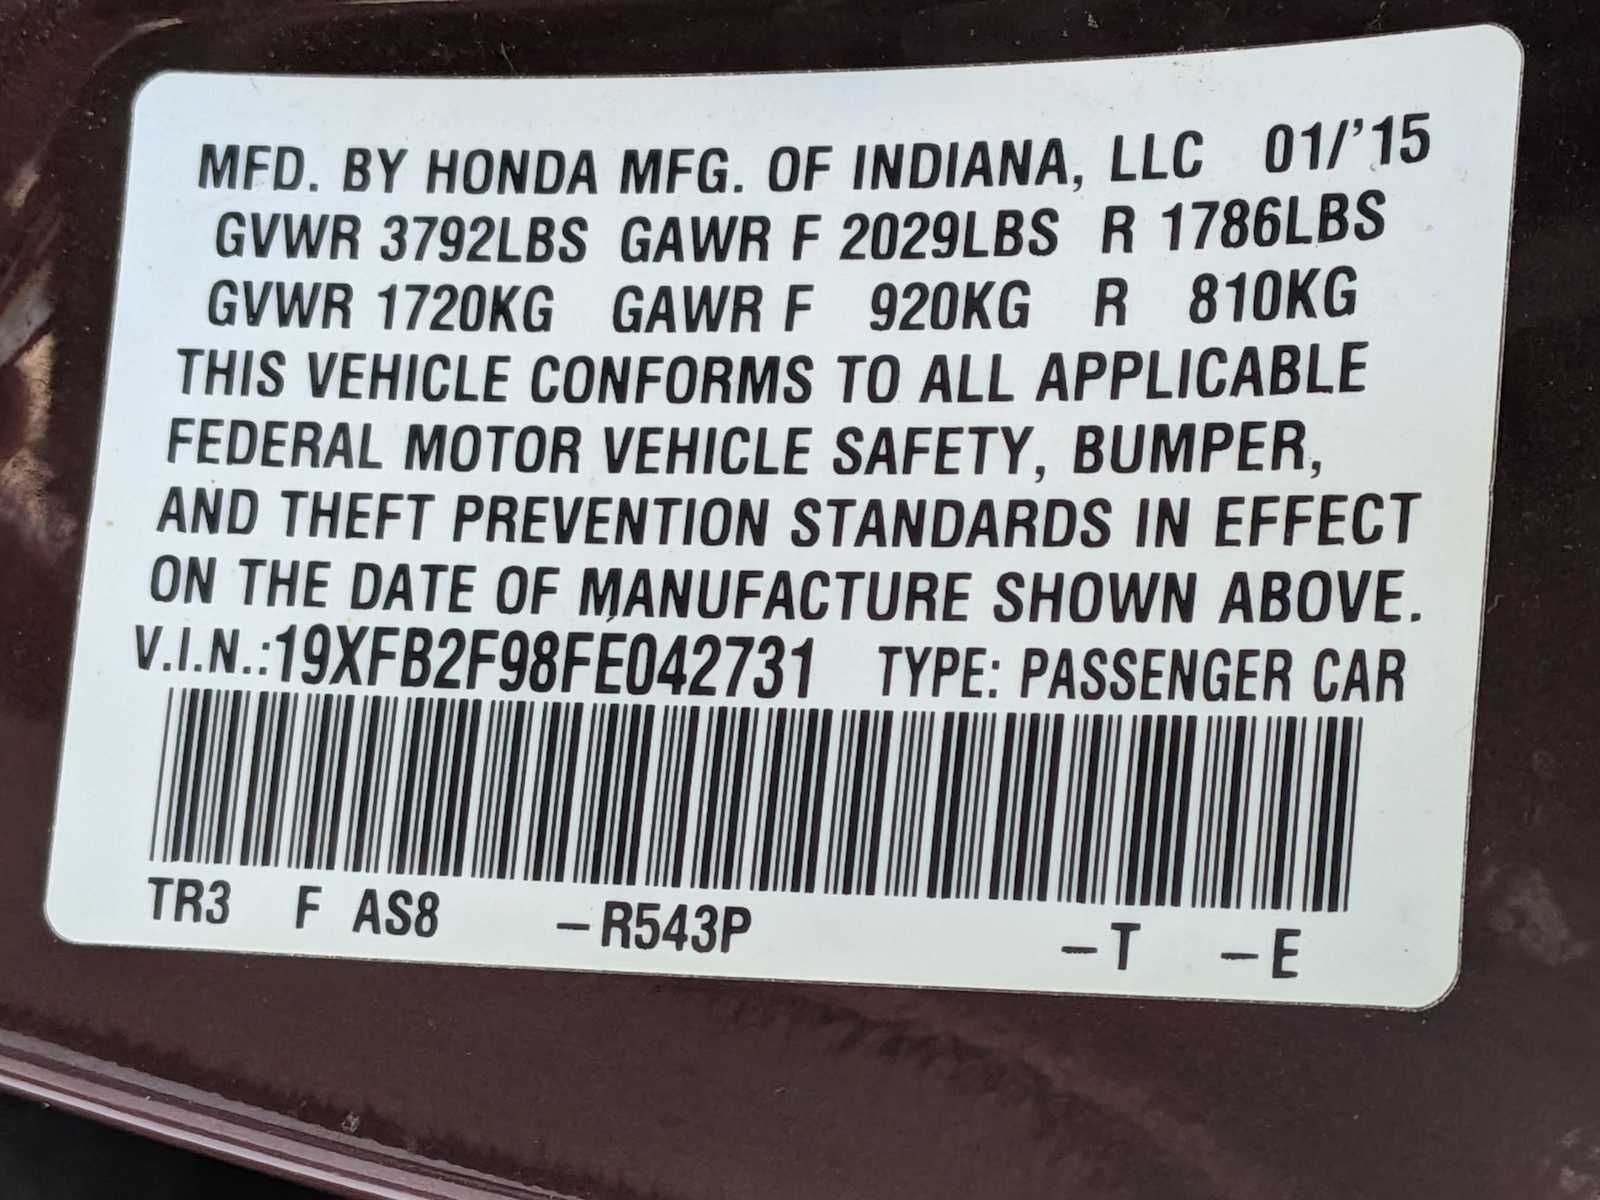 MFD. BY HONDA MFG. OF INDIANA, LLC 01/'15
GVWR 3792LBS GAWR F 2029LBS R 1786LBS
GVWR 1720KG GAWR F 920KG R 810KG
THIS VEHICLE CONFORMS TO ALL APPLICABLE
FEDERAL MOTOR VEHICLE SAFETY, BUMPER,
AND THEFT PREVENTION STANDARDS IN EFFECT
ON THE DATE OF MANUFACTURE SHOWN ABOVE.
V.I.N.:19XFB2F98FE042731 TYPE: PASSENGER CAR
TR3 F AS8 –R543P –T –E